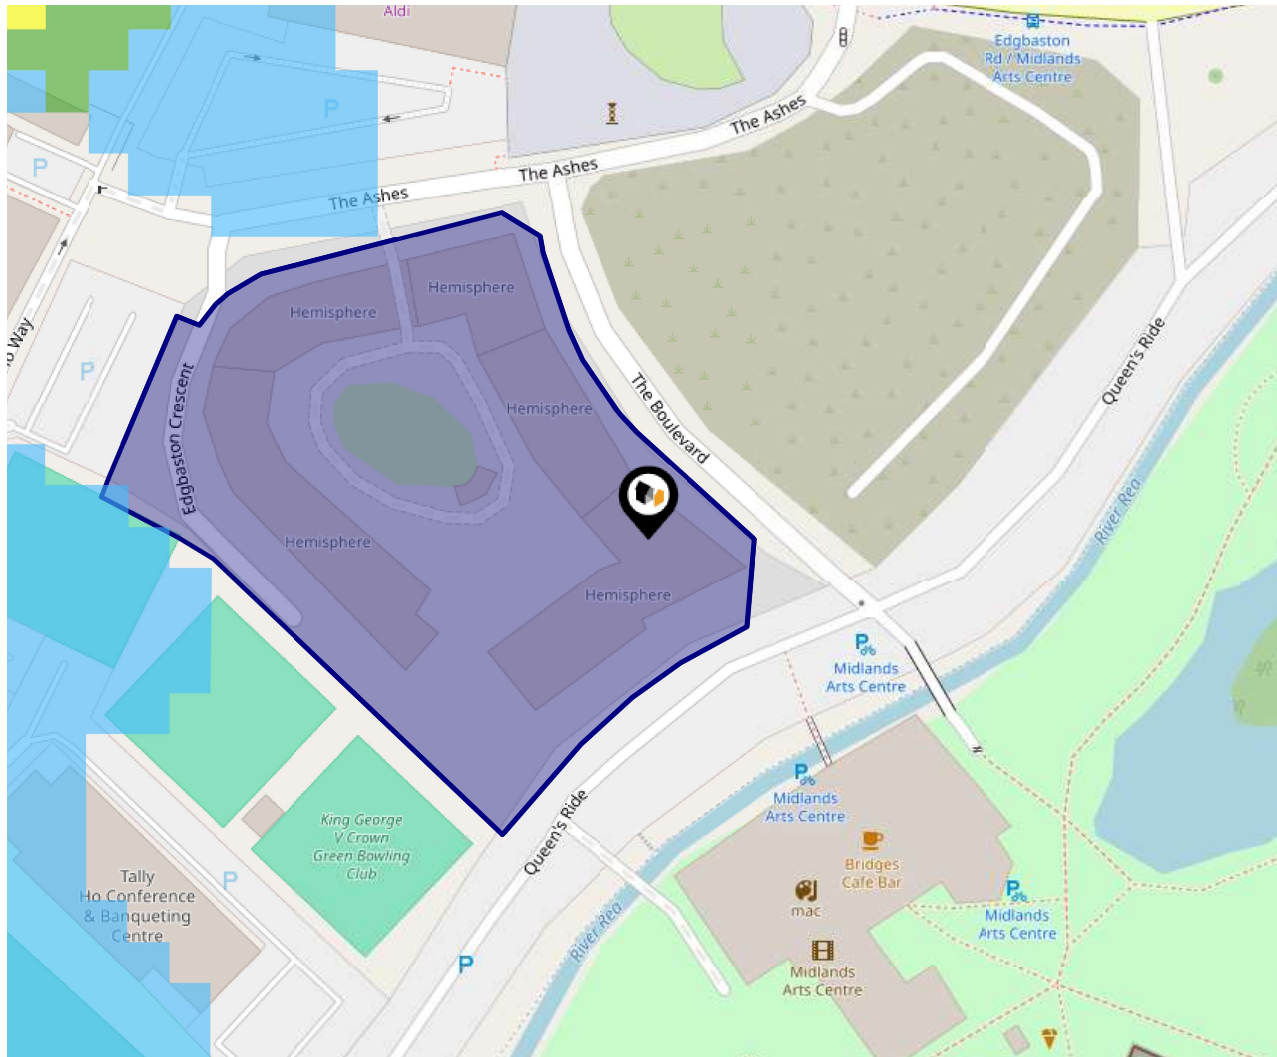 Aldi
Edgbaston
Rd / Midlands
Arts Centre
P
The Ashes
P
The Ashes
The Ashes
Hemisphere
Hemisphere
Queen's Ride
P
Edgbaston Crescent
The Boulevard
Hemisphere
River Rea
Hemisphere
Hemisphere
P
Midlands
Arts Centre
P
Midlands
Arts Centre
Queen's Ride
King George
V Crown
Green Bowling
Club
Bridges
Cafe Bar
Tally
Ho Conference
& Banqueting
Centre
P
mac
P
Midlands
Arts Centre
River Rea
P
Midlands
Arts Centre